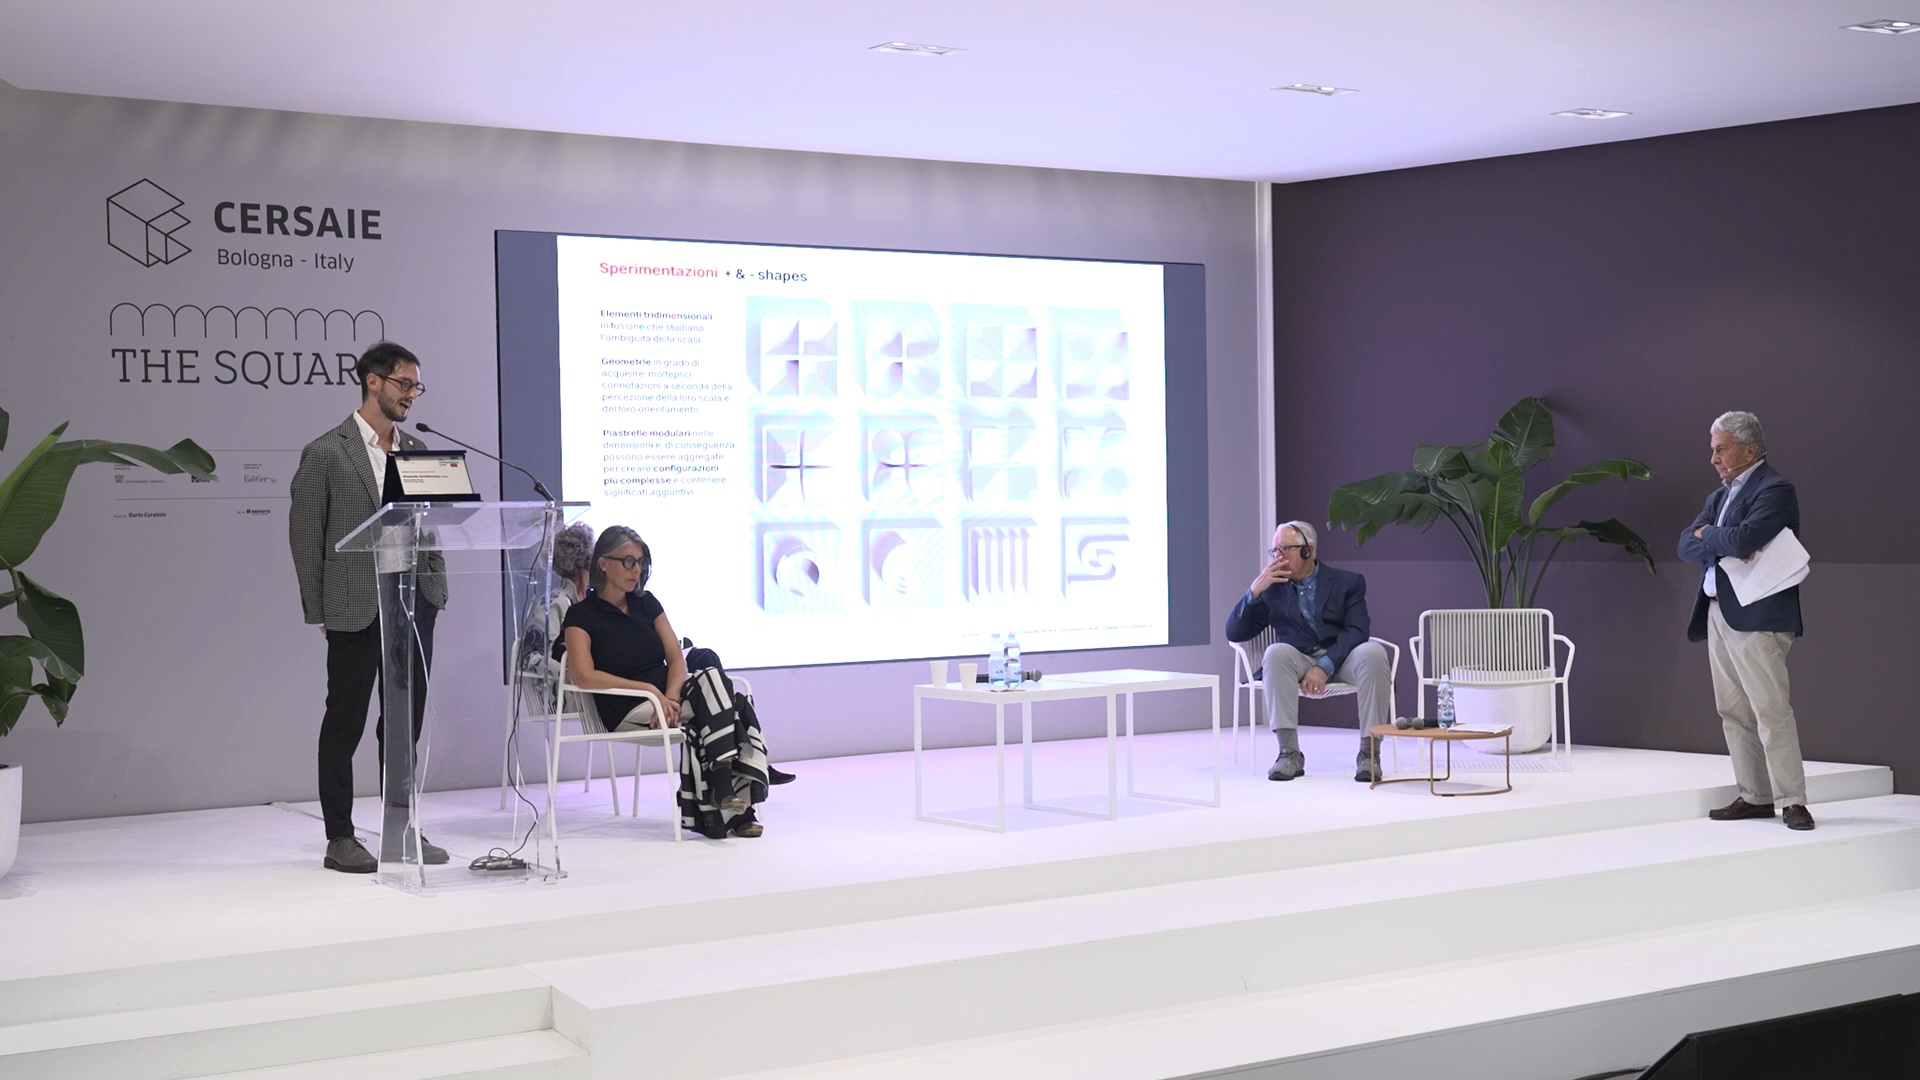 CERSAIE
Bologna - Italy
THE SQUAR
Dario Curatolo
Sperimentazioni + & - shapes
Elementi tridimensionali
in fusione che studiano
l'ambiguità della scala.
Geometrie in grado di
acquisire molteplici
connotazioni a seconda della
percezione della loro scala e
del loro orientamento.
Piastrelle modulari nelle
dimensioni e, di conseguenza,
possono essere aggregate
per creare configurazioni
più complesse e contenere
significati aggiuntivi.